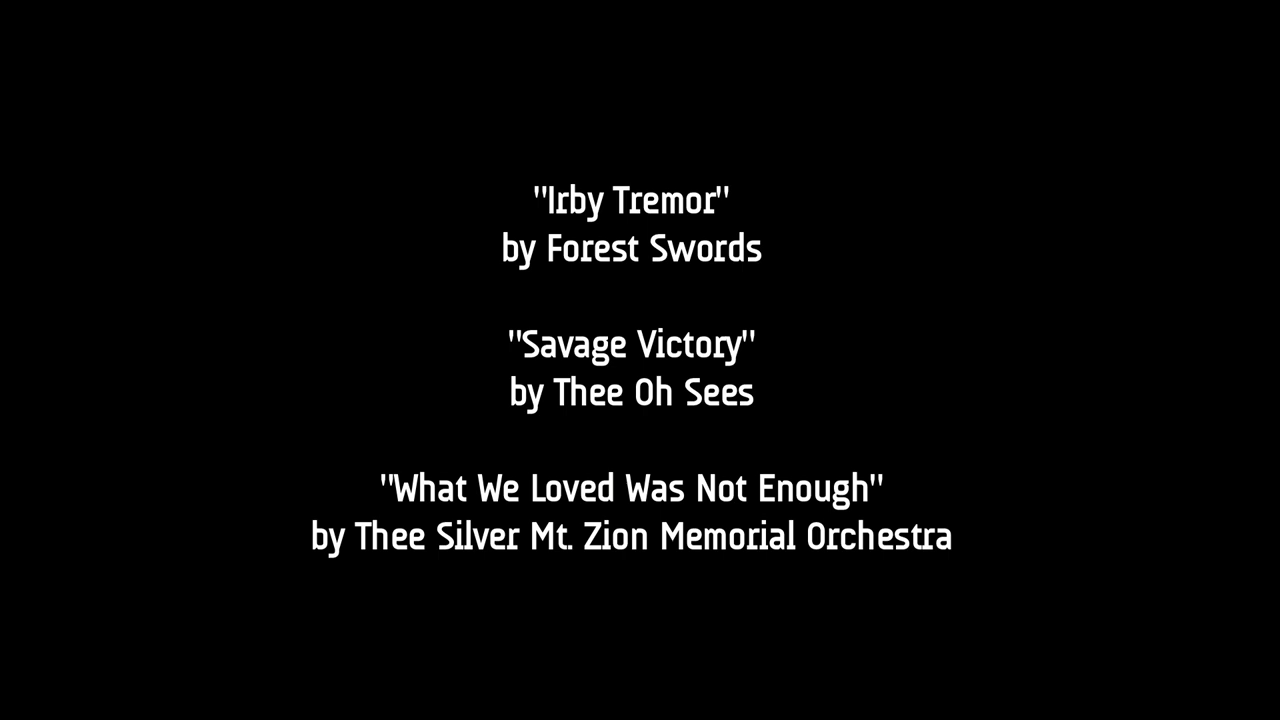 "Irby Tremor"
by Forest Swords
"Savage Victory"
by Thee Oh Sees
"What We Loved Was Not Enough"
by Thee Silver Mt. Zion Memorial Orchestra